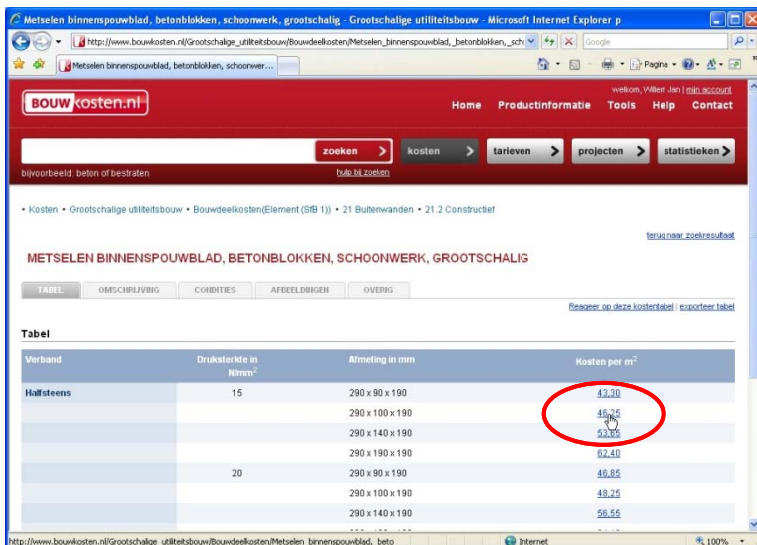 Metselen binnenspouwblad, betonblokken, schoonwerk, grootschalig - Grootschalige utiliteitsbouw - Microsoft Internet Explorer p
http://www.bouwkosten.nl/Grootschalige_utiliteitsbouw/Bouwdeelkosten/Metselen_binnenspouwblad,_betonblokken,_sch
Google
Metselen binnenspouwblad, betonblokken, schoonwer...
Pagina
welkom, Willert Jan | mijn account
BOUWkosten.nl
Home Productinformatie Tools Help Contact
zoeken kosten tarieven projecten statistieken
bijvoorbeeld: beton of bestraten hulp bij zoeken
• Kosten • Grootschalige utiliteitsbouw • Bouwdeelkosten(Element (SfB 1)) • 21 Buitenwanden • 21.2 Constructief
terug naar zoekresultaat
METSELEN BINNENSPOUWBLAD, BETONBLOKKEN, SCHOONWERK, GROOTSCHALIG
TABEL OMSCHRIJVING CONDITIES AFBEELDINGEN OVERIG
Reageer op deze kostentabel | exporteer tabel
Tabel
Verband Druksterkte in N/mm² Afmeting in mm Kosten per m²
Halfsteens 15 290 x 90 x 190 43,30
290 x 100 x 190 46,25
290 x 140 x 190 53,65
290 x 190 x 190 62,40
20 290 x 90 x 190 46,85
290 x 100 x 190 48,25
290 x 140 x 190 56,55
http://www.bouwkosten.nl/Grootschalige_utiliteitsbouw/Bouwdeelkosten/Metselen_binnenspouwblad,_beto Internet 100%